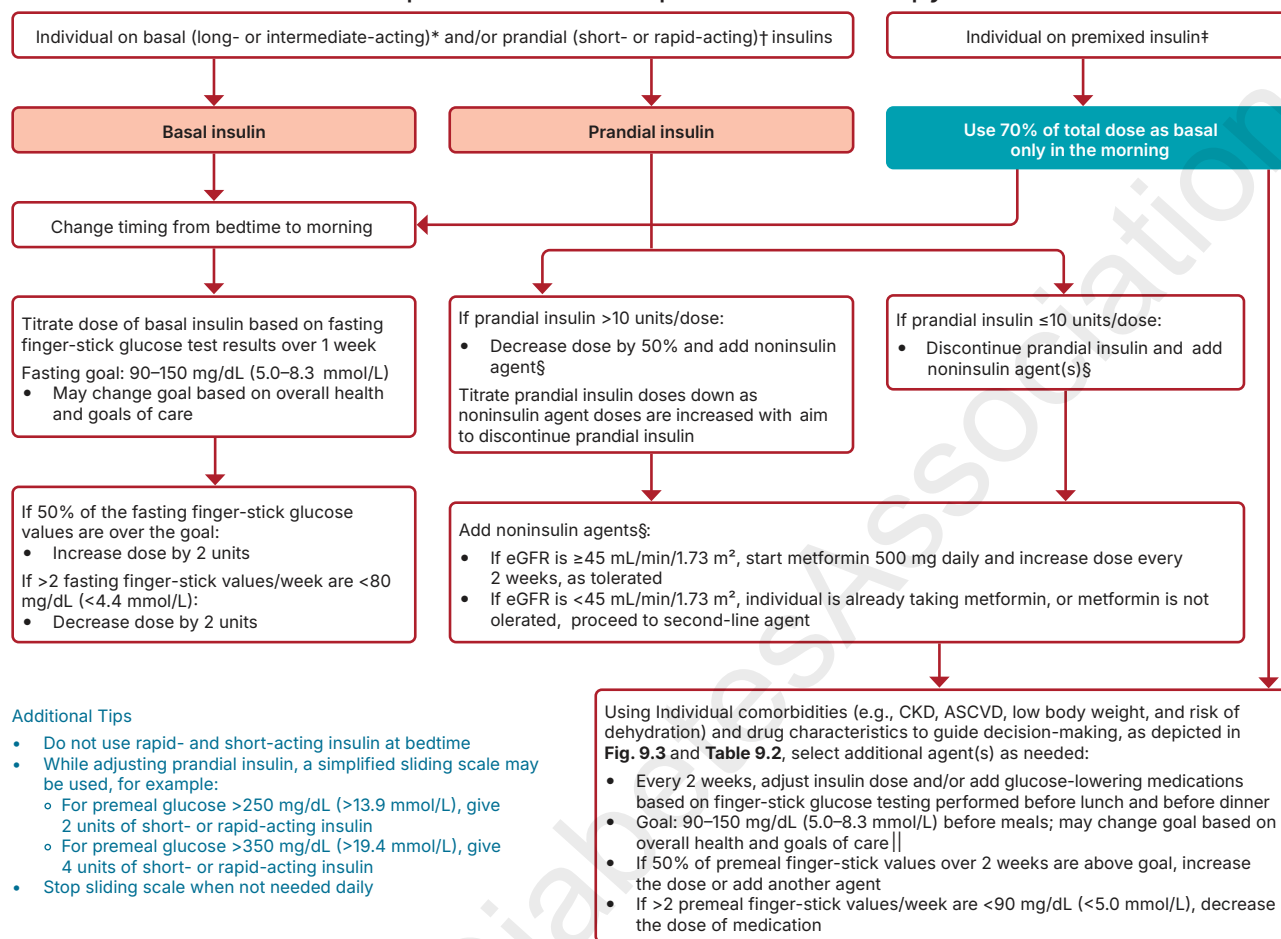 Individual on basal (long- or intermediate-acting)* and/or prandial (short- or rapid-acting)† insulins
Individual on premixed insulin‡
Basal insulin
Prandial insulin
Use 70% of total dose as basal
only in the morning
Change timing from bedtime to morning
Titrate dose of basal insulin based on fasting
finger-stick glucose test results over 1 week
Fasting goal: 90–150 mg/dL (5.0–8.3 mmol/L)
• May change goal based on overall health
and goals of care
If prandial insulin >10 units/dose:
• Decrease dose by 50% and add noninsulin
agent§
Titrate prandial insulin doses down as
noninsulin agent doses are increased with aim
to discontinue prandial insulin
If prandial insulin ≤10 units/dose:
• Discontinue prandial insulin and add
noninsulin agent(s)§
If 50% of the fasting finger-stick glucose
values are over the goal:
• Increase dose by 2 units
If >2 fasting finger-stick values/week are <80
mg/dL (<4.4 mmol/L):
• Decrease dose by 2 units
Add noninsulin agents§:
• If eGFR is ≥45 mL/min/1.73 m², start metformin 500 mg daily and increase dose every
2 weeks, as tolerated
• If eGFR is <45 mL/min/1.73 m², individual is already taking metformin, or metformin is not
olerated, proceed to second-line agent
Additional Tips
• Do not use rapid- and short-acting insulin at bedtime
• While adjusting prandial insulin, a simplified sliding scale may
be used, for example:
∘ For premeal glucose >250 mg/dL (>13.9 mmol/L), give
2 units of short- or rapid-acting insulin
∘ For premeal glucose >350 mg/dL (>19.4 mmol/L), give
4 units of short- or rapid-acting insulin
• Stop sliding scale when not needed daily
Using Individual comorbidities (e.g., CKD, ASCVD, low body weight, and risk of
dehydration) and drug characteristics to guide decision-making, as depicted in
Fig. 9.3 and Table 9.2, select additional agent(s) as needed:
• Every 2 weeks, adjust insulin dose and/or add glucose-lowering medications
based on finger-stick glucose testing performed before lunch and before dinner
• Goal: 90–150 mg/dL (5.0–8.3 mmol/L) before meals; may change goal based on
overall health and goals of care||
• If 50% of premeal finger-stick values over 2 weeks are above goal, increase
the dose or add another agent
• If >2 premeal finger-stick values/week are <90 mg/dL (<5.0 mmol/L), decrease
the dose of medication
iabetesAssociation